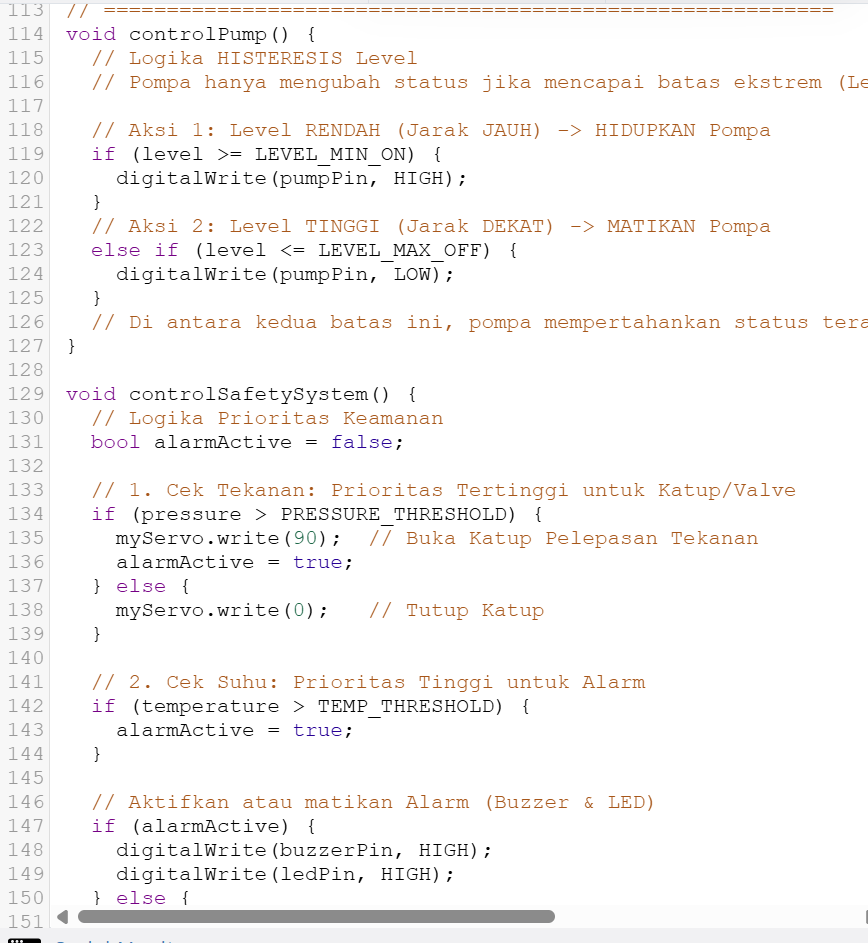 113 // ==========================================================
114 void controlPump() {
115 // Logika HISTERESIS Level
116 // Pompa hanya mengubah status jika mencapai batas ekstrem (Le
117
118 // Aksi 1: Level RENDAH (Jarak JAUH) -> HIDUPKAN Pompa
119 if (level >= LEVEL_MIN_ON) {
120 digitalWrite(pumpPin, HIGH);
121 }
122 // Aksi 2: Level TINGGI (Jarak DEKAT) -> MATIKAN Pompa
123 else if (level <= LEVEL_MAX_OFF) {
124 digitalWrite(pumpPin, LOW);
125 }
126 // Di antara kedua batas ini, pompa mempertahankan status tera
127 }
128
129 void controlSafetySystem() {
130 // Logika Prioritas Keamanan
131 bool alarmActive = false;
132
133 // 1. Cek Tekanan: Prioritas Tertinggi untuk Katup/Valve
134 if (pressure > PRESSURE_THRESHOLD) {
135 myServo.write(90); // Buka Katup Pelepasan Tekanan
136 alarmActive = true;
137 } else {
138 myServo.write(0); // Tutup Katup
139 }
140
141 // 2. Cek Suhu: Prioritas Tinggi untuk Alarm
142 if (temperature > TEMP_THRESHOLD) {
143 alarmActive = true;
144 }
145
146 // Aktifkan atau matikan Alarm (Buzzer & LED)
147 if (alarmActive) {
148 digitalWrite(buzzerPin, HIGH);
149 digitalWrite(ledPin, HIGH);
150 } else {
151